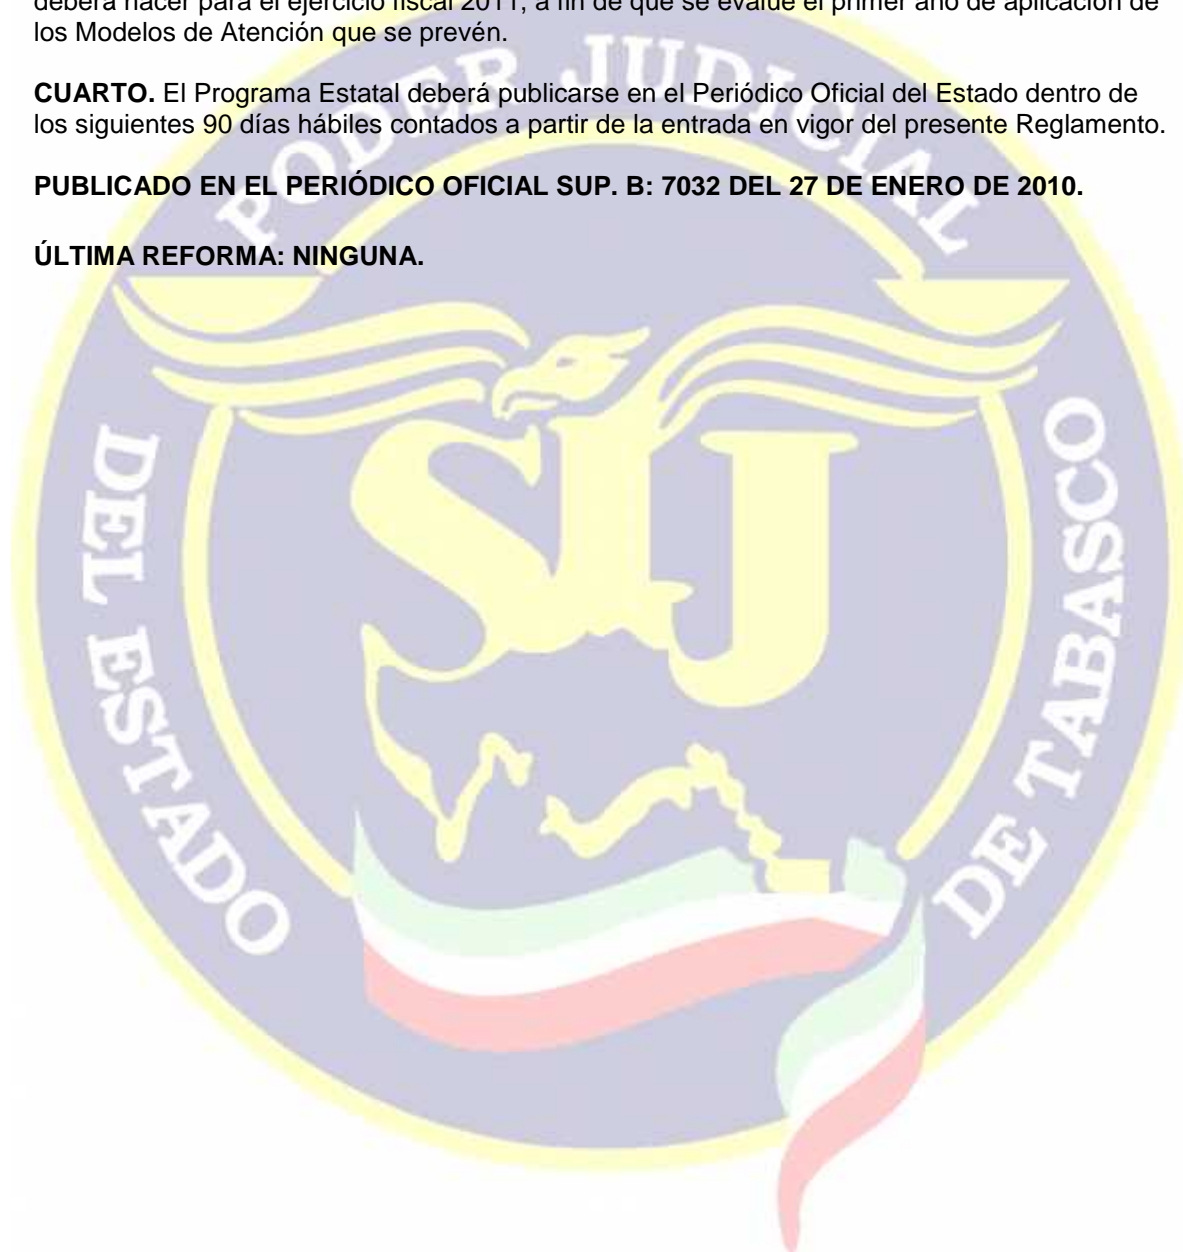 deberá hacer para el ejercicio fiscal 2011, a fin de que se evalúe el primer año de aplicación de
los Modelos de Atención que se prevén.
CUARTO. El Programa Estatal deberá publicarse en el Periódico Oficial del Estado dentro de
los siguientes 90 días hábiles contados a partir de la entrada en vigor del presente Reglamento.
PUBLICADO EN EL PERIÓDICO OFICIAL SUP. B: 7032 DEL 27 DE ENERO DE 2010.
ÚLTIMA REFORMA: NINGUNA.
PODER JUDICIAL
DEL ESTADO
DE TABASCO
STJ